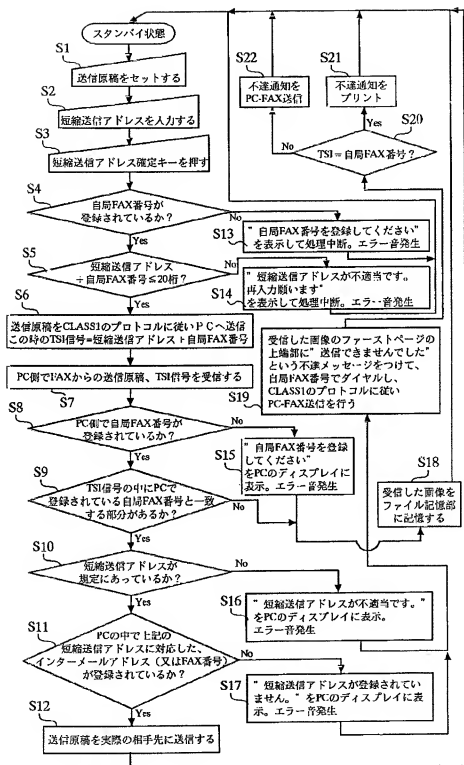 スタンバイ状態
S1
送信原稿をセットする
S2
短縮送信アドレスを入力する
S3
短縮送信アドレス確定キーを押す
S4
自局FAX番号が
登録されているか？
No
Yes
S13
”自局FAX番号を登録してください”
を表示して処理中断。エラー音発生
S5
短縮送信アドレス
＋自局FAX番号≦20桁？
No
Yes
S14
”短縮送信アドレスが不適当です。
再入力願います”
を表示して処理中断。エラー音発生
S6
送信原稿をCLASS1のプロトコルに従いＰＣへ送信
この時のTSI信号=短縮送信アドレス＋自局FAX番号
PC側でFAXからの送信原稿、TSI信号を受信する
S7
S8
PC側で自局FAX番号が
登録されているか？
No
Yes
S15
”自局FAX番号を登録
してください”
をPCのディスプレイに
表示。エラー音発生
S9
TSI信号の中にPCで
登録されている自局FAX番号と一致
する部分があるか？
No
Yes
S10
短縮送信アドレスが
規定にあっているか？
No
Yes
S16
”短縮送信アドレスが不適当です。”
をPCのディスプレイに表示。
エラー音発生
S11
PCの中で上記の
短縮送信アドレスに対応した、
インターメールアドレス（又はFAX番号）
が登録されているか？
No
Yes
S17
”短縮送信アドレスが登録されてい
ません。”をPCのディスプレイに表
示。エラー音発生
S12
送信原稿を実際の相手先に送信する
S18
受信した画像を
ファイル記憶部
に記憶する
S19
受信した画像のファーストページの
上端部に”送信できませんでした”
という不達メッセージをつけて、
自局FAX番号でダイヤルし、
CLASS1のプロトコルに従い
PC-FAX送信を行う
S20
TSI＝自局FAX番号？
No
Yes
S21
不達通知を
プリント
S22
不達通知を
PC-FAX送信